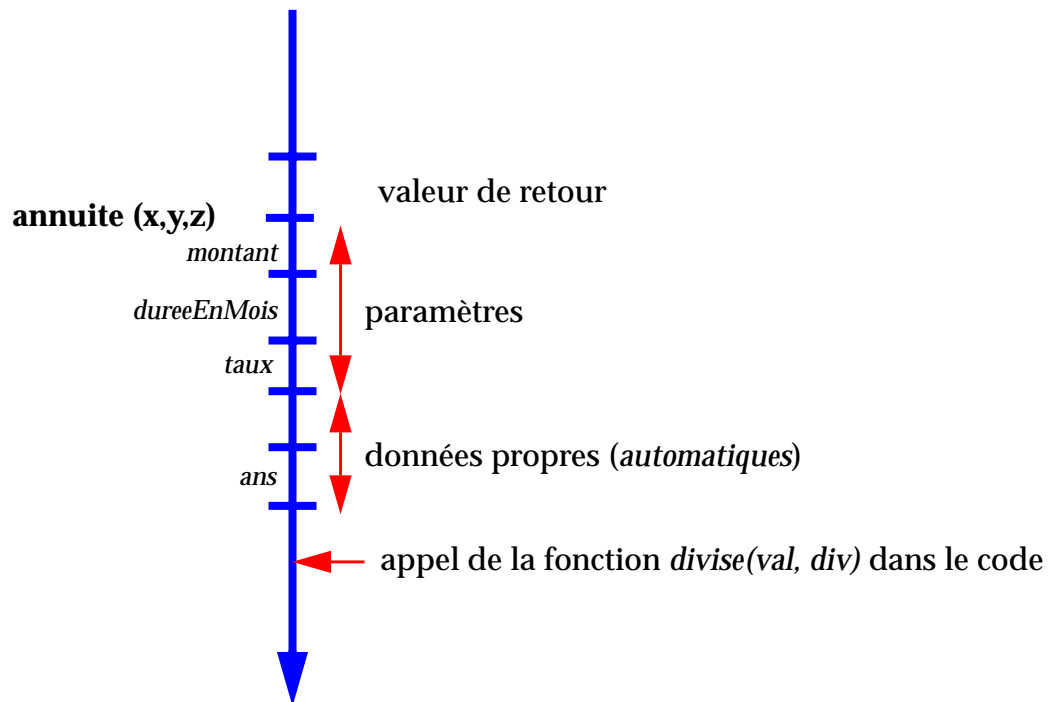 valeur de retour
annuite (x,y,z)
montant
dureeEnMois
paramètres
taux
données propres (automatiques)
ans
appel de la fonction divise(val, div) dans le code